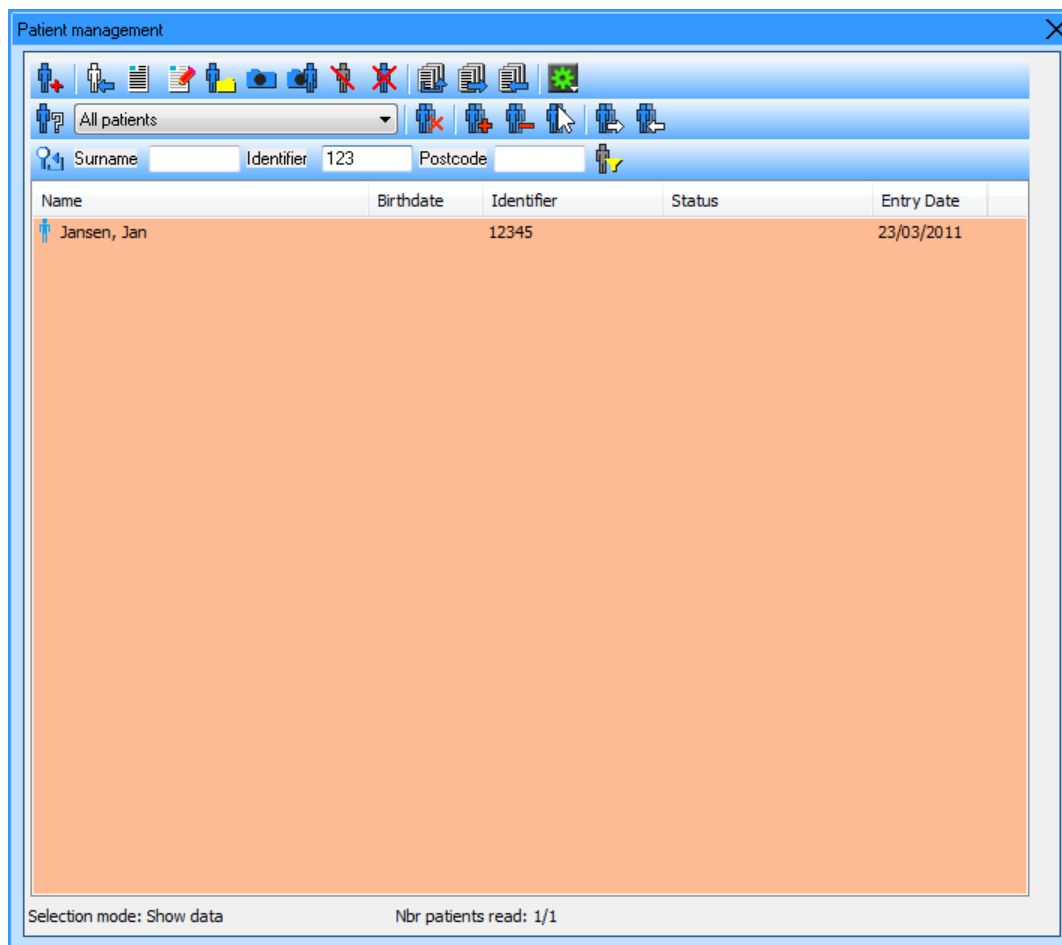 Patient management
All patients
Surname Identifier 123 Postcode
Name Birthdate Identifier Status Entry Date
Jansen, Jan 12345 23/03/2011
Selection mode: Show data Nbr patients read: 1/1